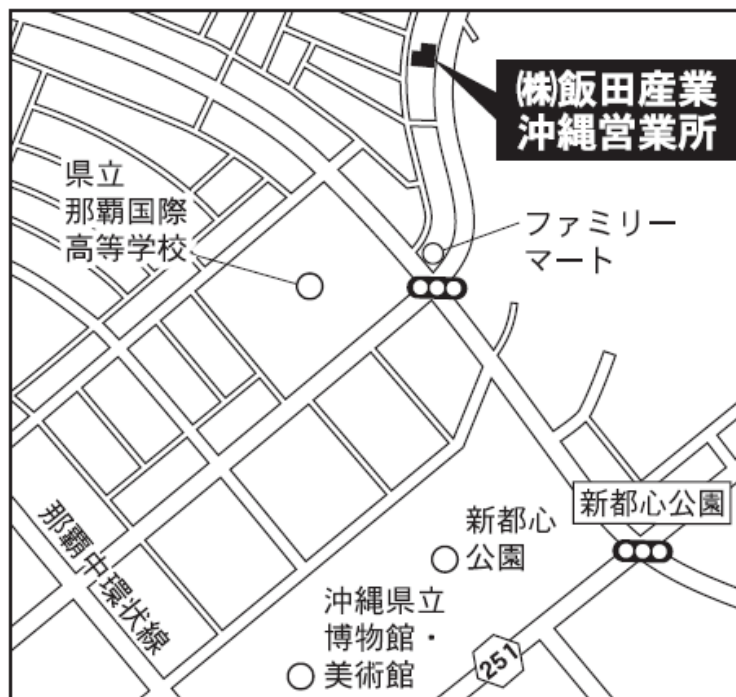 ㈱飯田産業
沖縄営業所
県立
那覇国際
高等学校
ファミリー
マート
新都心公園
新都心
公園
那覇中環状線
沖縄県立
博物館・
美術館
251